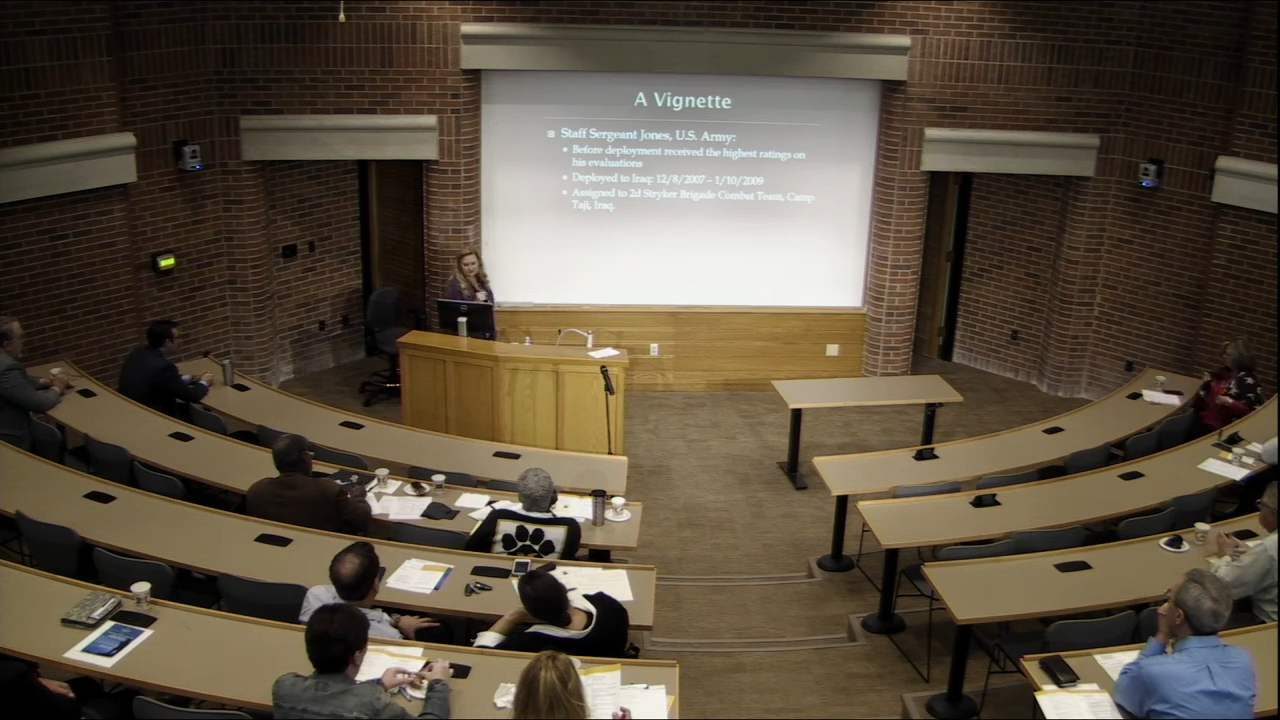 A Vignette
Staff Sergeant Jones, U.S. Army:
Before deployment received the highest ratings on
his evaluations
Deployed to Iraq: 12/8/2007 – 1/10/2009
Assigned to 2d Stryker Brigade Combat Team, Camp
Taji, Iraq.